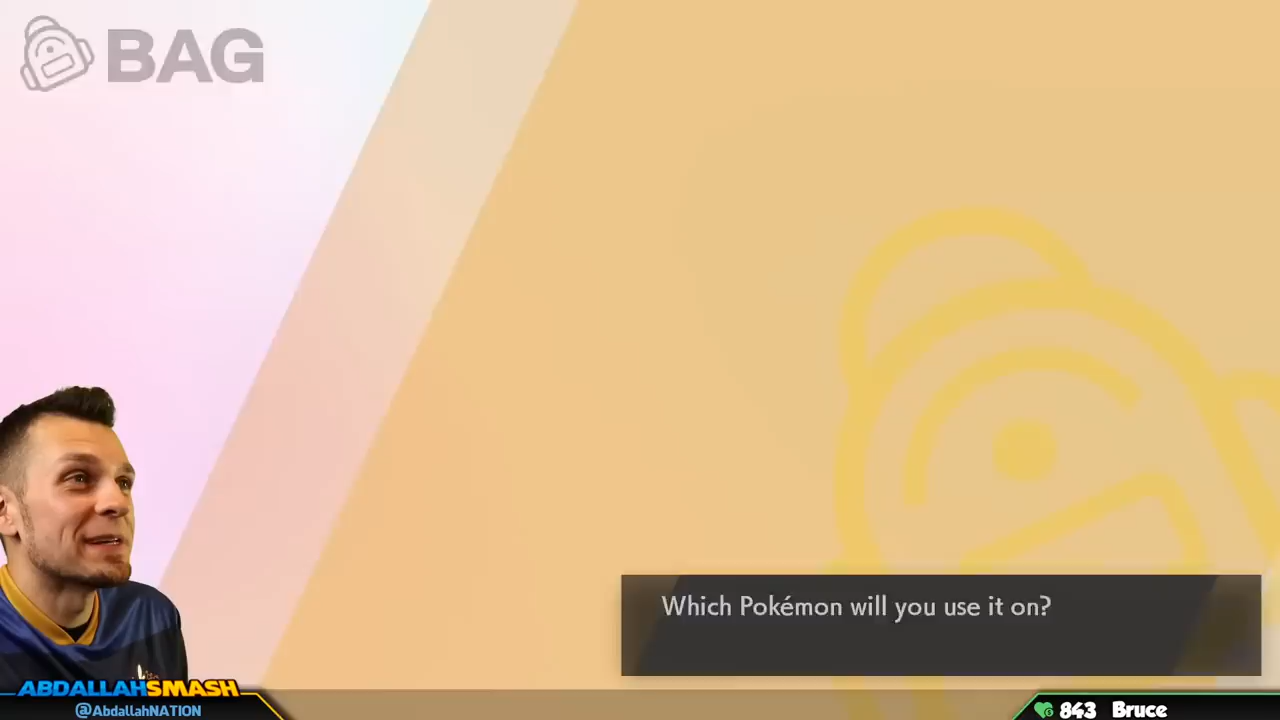 BAG
Which Pokémon will you use it on?
ABDALLAHSMASH
@AbdallahNATION
843 Bruce